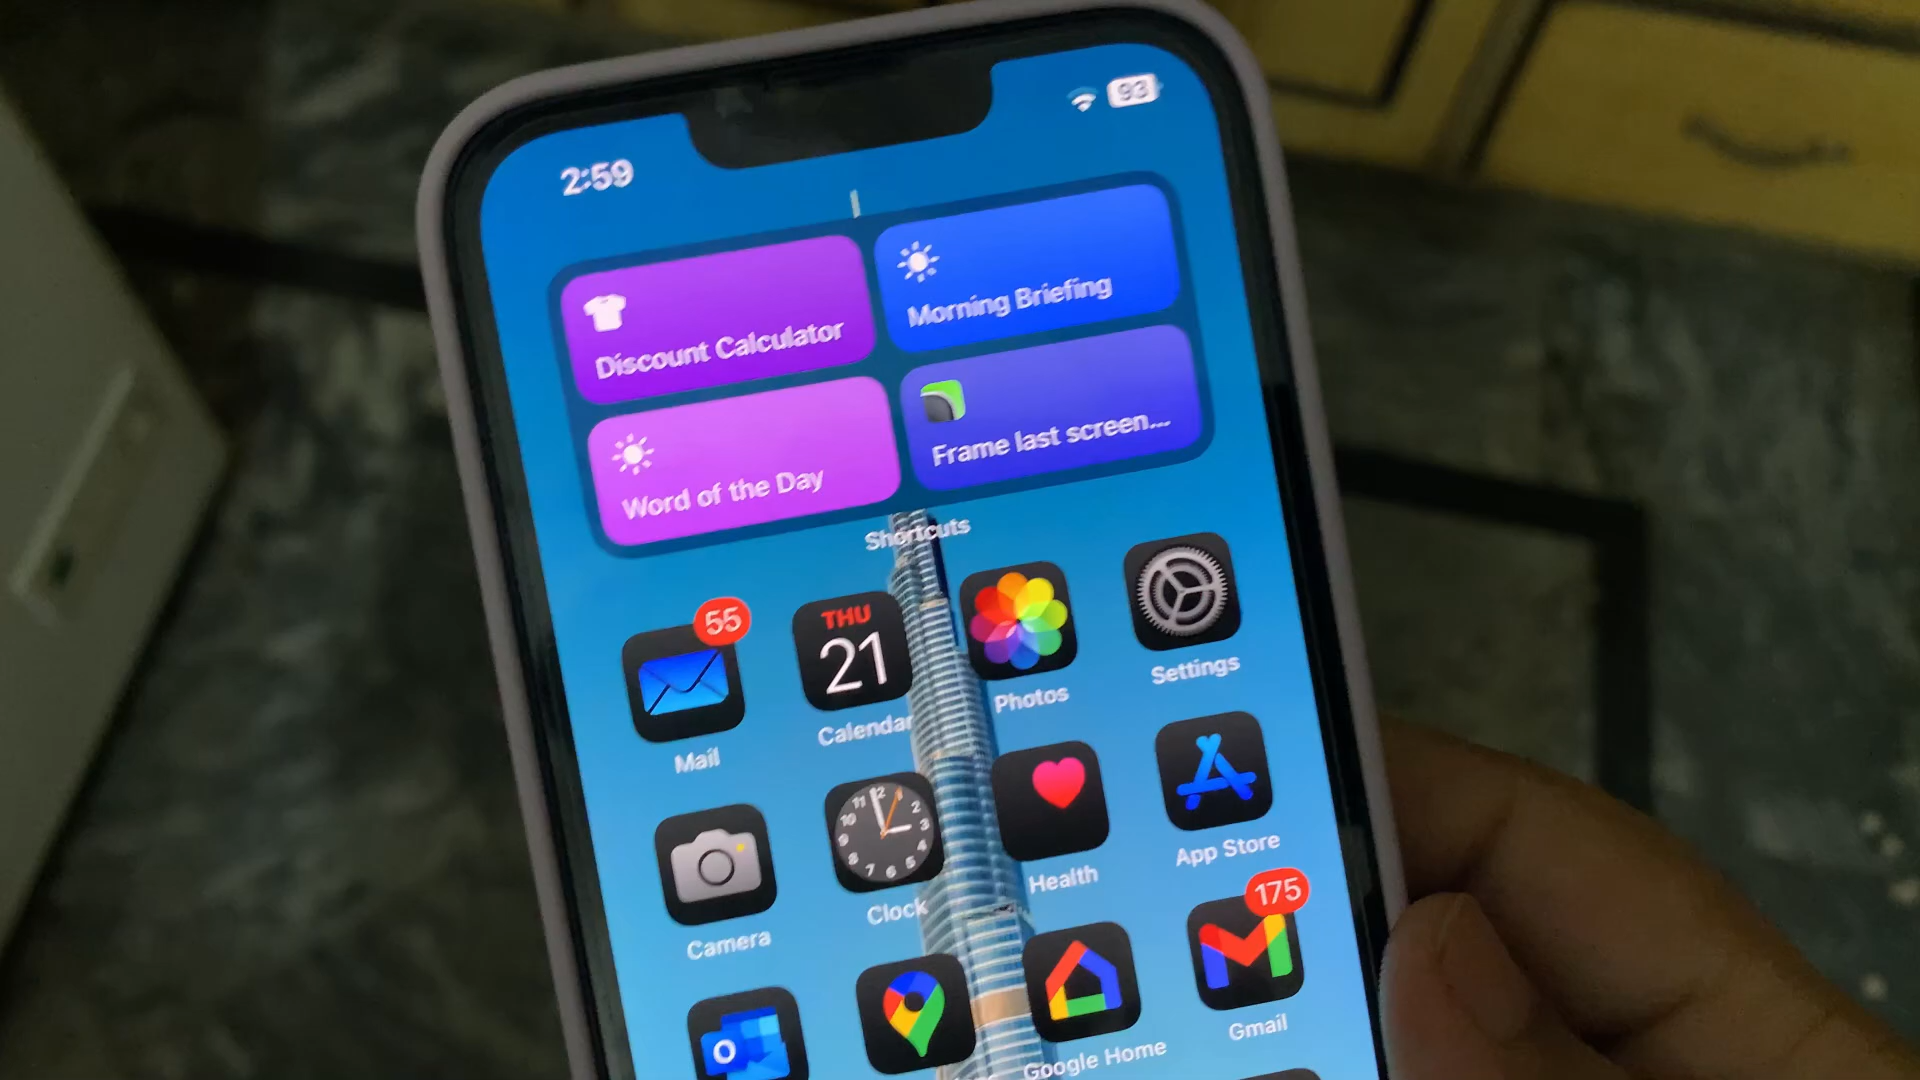 2:59
93
Discount Calculator
Morning Briefing
Word of the Day
Frame last screen...
Shortcuts
55
THU
21
Mail
Calendar
Photos
Settings
Camera
Clock
Health
App Store
175
O
Google Home
Gmail